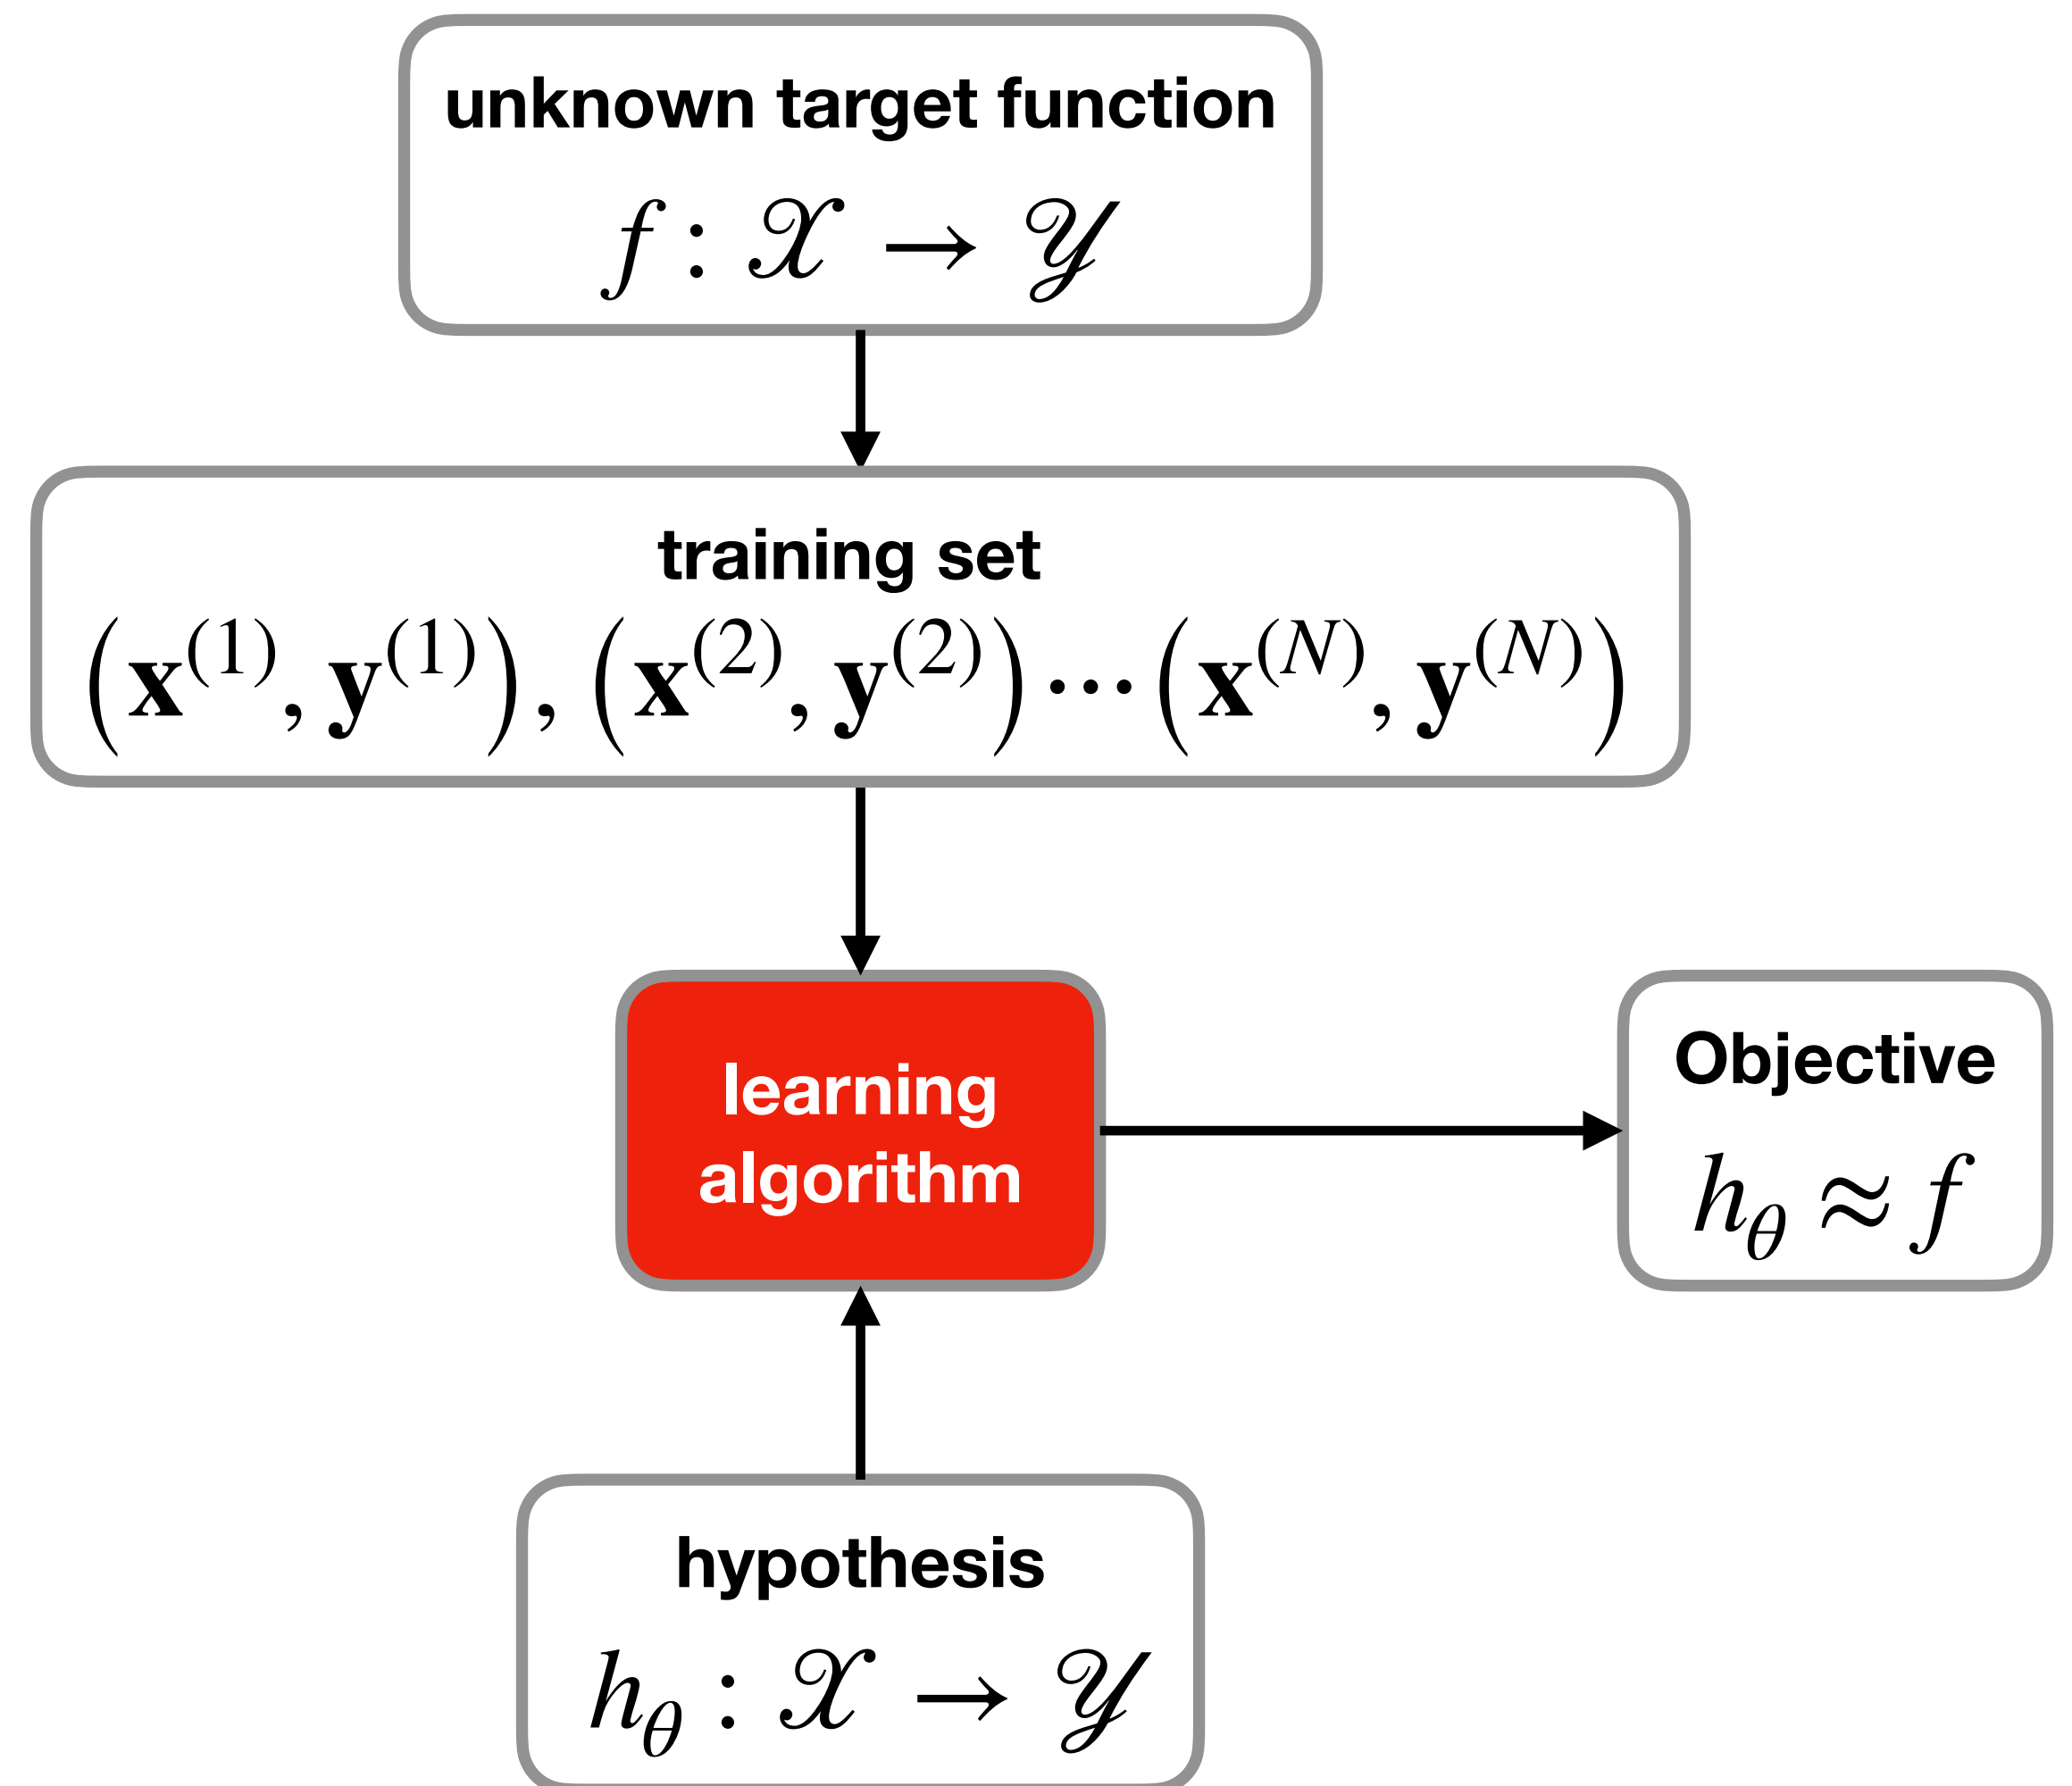 unknown target function
f : 𝒳 → 𝒴
training set
(𝐱⁽¹⁾, 𝐲⁽¹⁾), (𝐱⁽²⁾, 𝐲⁽²⁾)⋯(𝐱⁽ᴺ⁾, 𝐲⁽ᴺ⁾)
learning
algorithm
Objective
h_θ ≈ f
hypothesis
h_θ : 𝒳 → 𝒴